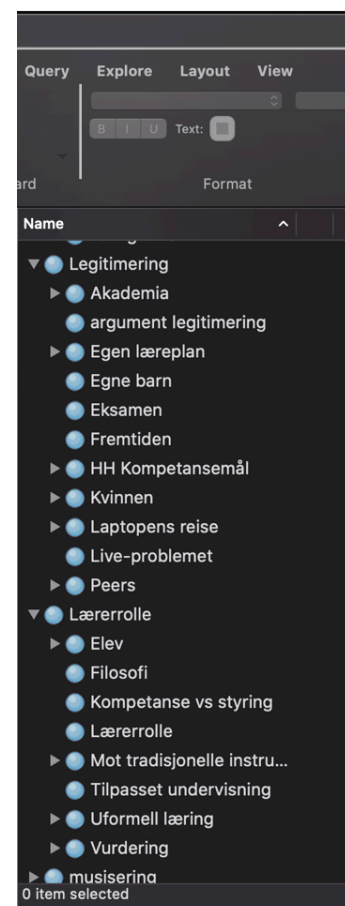 Query Explore Layout View
B I U Text:
ard Format
Name
Legitimering
Akademia
argument legitimering
Egen læreplan
Egne barn
Eksamen
Fremtiden
HH Kompetansemål
Kvinnen
Laptopens reise
Live-problemet
Peers
Lærerrolle
Elev
Filosofi
Kompetanse vs styring
Lærerrolle
Mot tradisjonelle instru...
Tilpasset undervisning
Uformell læring
Vurdering
musisering
0 item selected